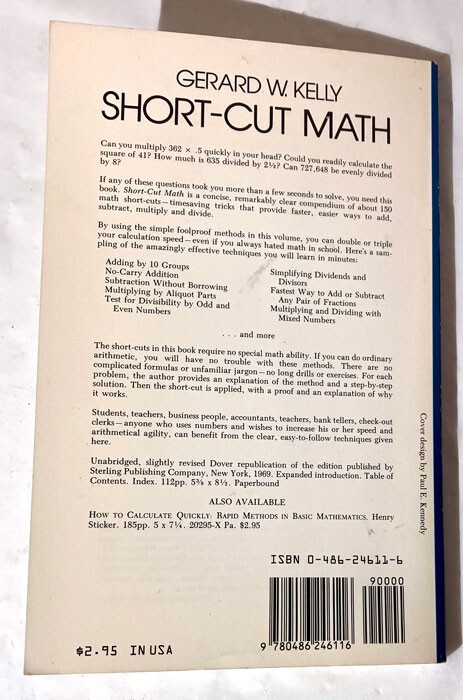 GERARD W. KELLY
SHORT-CUT MATH
Can you multiply 362 × .5 quickly in your head? Could you readily calculate the
square of 41? How much is 635 divided by 2½? Can 727,648 be evenly divided
by 8?
If any of these questions took you more than a few seconds to solve, you need this
book. Short-Cut Math is a concise, remarkably clear compendium of about 150
math short-cuts—timesaving tricks that provide faster, easier ways to add,
subtract, multiply and divide.
By using the simple foolproof methods in this volume, you can double or triple
your calculation speed—even if you always hated math in school. Here's a sam-
pling of the amazingly effective techniques you will learn in minutes:
Adding by 10 Groups
No-Carry Addition
Subtraction Without Borrowing
Multiplying by Aliquot Parts
Test for Divisibility by Odd and
Even Numbers
Simplifying Dividends and
Divisors
Fastest Way to Add or Subtract
Any Pair of Fractions
Multiplying and Dividing with
Mixed Numbers
. . . and more
The short-cuts in this book require no special math ability. If you can do ordinary
arithmetic, you will have no trouble with these methods. There are no
complicated formulas or unfamiliar jargon—no long drills or exercises. For each
problem, the author provides an explanation of the method and a step-by-step
solution. Then the short-cut is applied, with a proof and an explanation of why
it works.
Students, teachers, business people, accountants, teachers, bank tellers, check-out
clerks—anyone who uses numbers and wishes to increase his or her speed and
arithmetical agility, can benefit from the clear, easy-to-follow techniques given
here.
Unabridged, slightly revised Dover republication of the edition published by
Sterling Publishing Company, New York, 1969. Expanded introduction. Table of
Contents. Index. 112pp. 5⅜ x 8½. Paperbound
ALSO AVAILABLE
HOW TO CALCULATE QUICKLY: RAPID METHODS IN BASIC MATHEMATICS. Henry
Sticker. 185pp. 5 x 7¼. 20295-X Pa. $2.95
Cover design by Paul E. Kennedy
ISBN 0-486-24611-6
90000
9 780486 246116
$2.95 IN USA